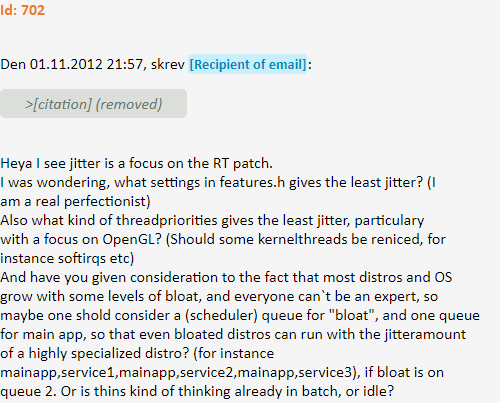 Id: 702
Den 01.11.2012 21:57, skrev [Recipient of email]:
>[citation] (removed)
Heya I see jitter is a focus on the RT patch.
I was wondering, what settings in features.h gives the least jitter? (I
am a real perfectionist)
Also what kind of threadpriorities gives the least jitter, particulary
with a focus on OpenGL? (Should some kernelthreads be reniced, for
instance softirqs etc)
And have you given consideration to the fact that most distros and OS
grow with some levels of bloat, and everyone can`t be an expert, so
maybe one shold consider a (scheduler) queue for "bloat", and one queue
for main app, so that even bloated distros can run with the jitteramount
of a highly specialized distro? (for instance
mainapp,service1,mainapp,service2,mainapp,service3), if bloat is on
queue 2. Or is thins kind of thinking already in batch, or idle?